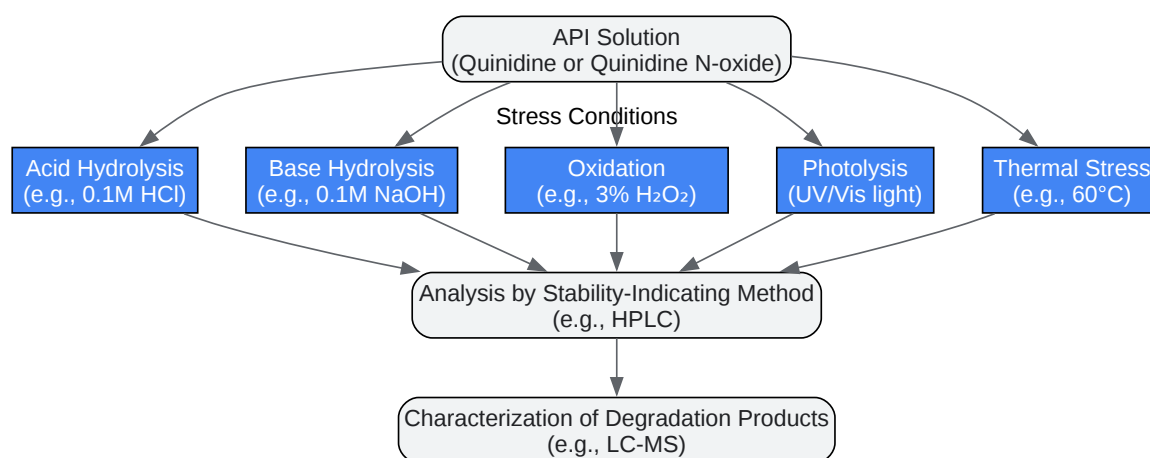 API Solution
(Quinidine or Quinidine N-oxide)
Stress Conditions
Acid Hydrolysis
(e.g., 0.1M HCl)
Base Hydrolysis
(e.g., 0.1M NaOH)
Oxidation
(e.g., 3% H₂O₂)
Photolysis
(UV/Vis light)
Thermal Stress
(e.g., 60°C)
Analysis by Stability-Indicating Method
(e.g., HPLC)
Characterization of Degradation Products
(e.g., LC-MS)